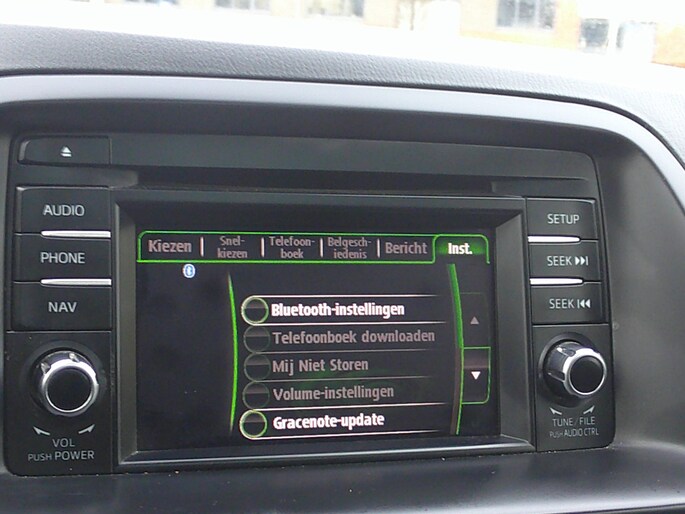 AUDIO
PHONE
NAV
VOL
PUSH POWER
Kiezen
Snel-
kiezen
Telefoon-
boek
Belgesch-
iedenis
Bericht
Inst.
Bluetooth-instellingen
Telefoonboek downloaden
Mij Niet Storen
Volume-instellingen
Gracenote-update
SETUP
SEEK
SEEK
TUNE / FILE
PUSH AUDIO CTRL